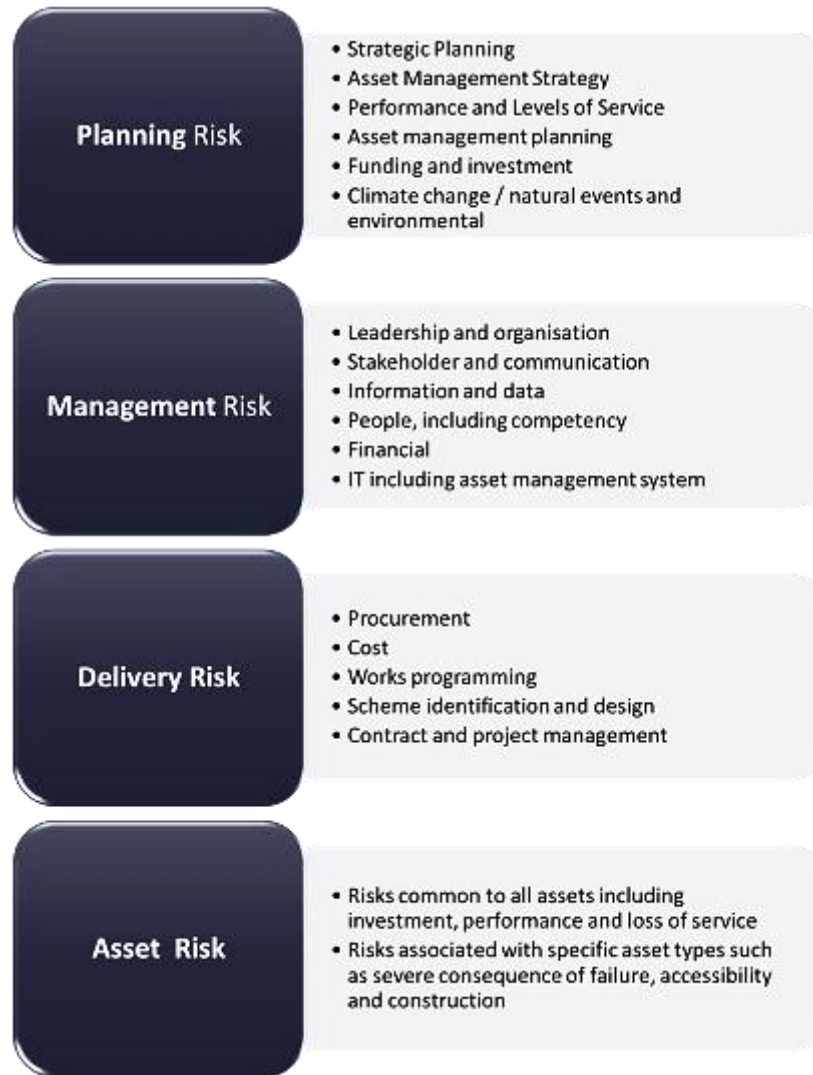 Planning Risk
• Strategic Planning
• Asset Management Strategy
• Performance and Levels of Service
• Asset management planning
• Funding and investment
• Climate change / natural events and
environmental
Management Risk
• Leadership and organisation
• Stakeholder and communication
• Information and data
• People, including competency
• Financial
• IT including asset management system
Delivery Risk
• Procurement
• Cost
• Works programming
• Scheme identification and design
• Contract and project management
Asset Risk
• Risks common to all assets including
investment, performance and loss of service
• Risks associated with specific asset types such
as severe consequence of failure, accessibility
and construction